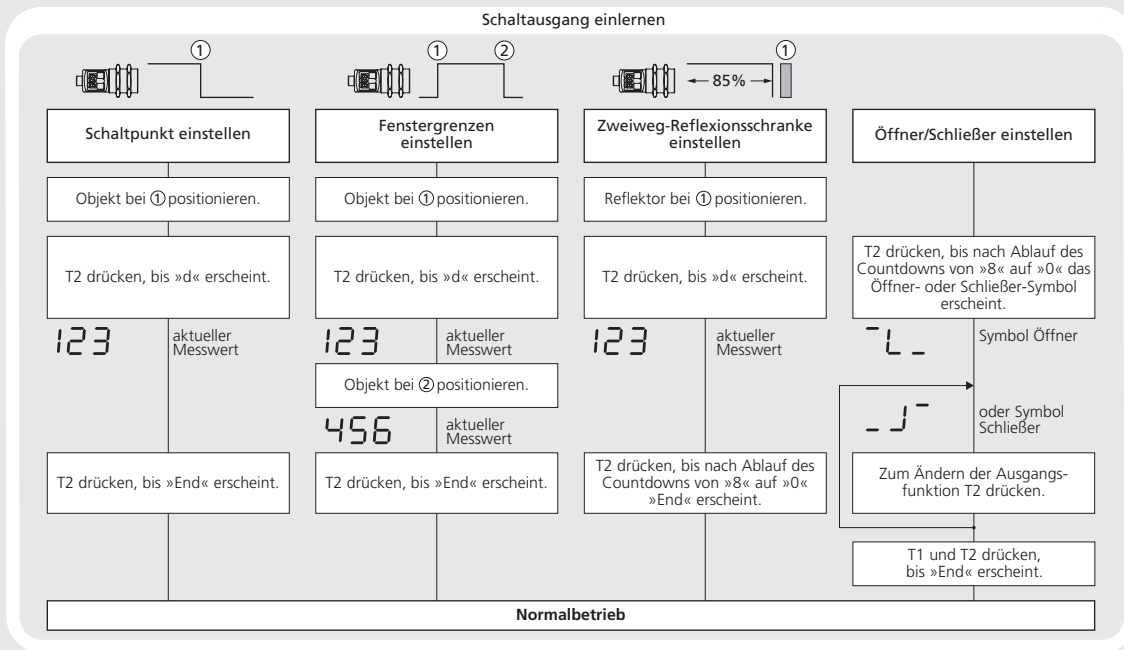 Schaltausgang einlernen
① 
Schaltpunkt einstellen
Objekt bei ① positionieren.
T2 drücken, bis »d« erscheint.
123
aktueller
Messwert
T2 drücken, bis »End« erscheint.
① ②
Fenstergrenzen
einstellen
Objekt bei ① positionieren.
T2 drücken, bis »d« erscheint.
123
aktueller
Messwert
Objekt bei ② positionieren.
456
aktueller
Messwert
T2 drücken, bis »End« erscheint.
①
85%
Zweiweg-Reflexionsschranke
einstellen
Reflektor bei ① positionieren.
T2 drücken, bis »d« erscheint.
123
aktueller
Messwert
T2 drücken, bis nach Ablauf des
Countdowns von »8« auf »0«
»End« erscheint.
Öffner/Schließer einstellen
T2 drücken, bis nach Ablauf des
Countdowns von »8« auf »0« das
Öffner- oder Schließer-Symbol
erscheint.
Symbol Öffner
oder Symbol
Schließer
Zum Ändern der Ausgangs-
funktion T2 drücken.
T1 und T2 drücken,
bis »End« erscheint.
Normalbetrieb